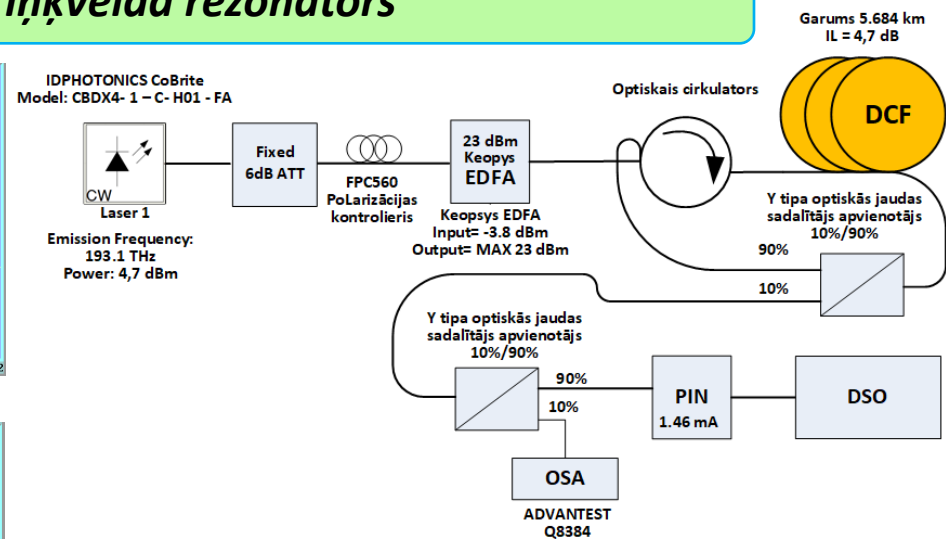 iņķveida rezonators
Garums 5.684 km
IL = 4,7 dB
DCF
IDPHOTONICS CoBrite
Model: CBDX4- 1 – C- H01 - FA
CW
Laser 1
Emission Frequency:
193.1 THz
Power: 4,7 dBm
Fixed
6dB ATT
FPC560
PoLarizācijas
kontrolieris
23 dBm
Keopys
EDFA
Keopsys EDFA
Input= -3.8 dBm
Output= MAX 23 dBm
Optiskais cirkulators
Y tipa optiskās jaudas
sadalītājs apvienotājs
10%/90%
90%
10%
Y tipa optiskās jaudas
sadalītājs apvienotājs
10%/90%
90%
10%
PIN
1.46 mA
DSO
OSA
ADVANTEST
Q8384
2